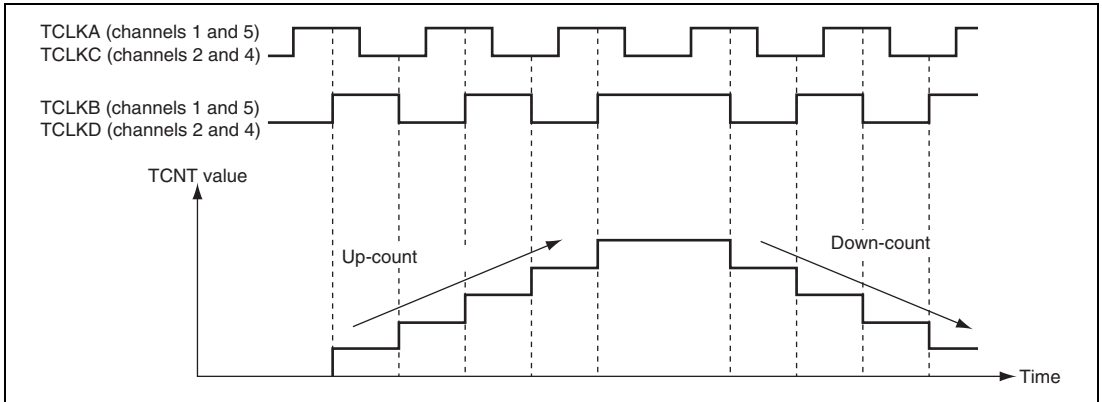 TCLKA (channels 1 and 5)
TCLKC (channels 2 and 4)
TCLKB (channels 1 and 5)
TCLKD (channels 2 and 4)
TCNT value
Up-count
Down-count
Time